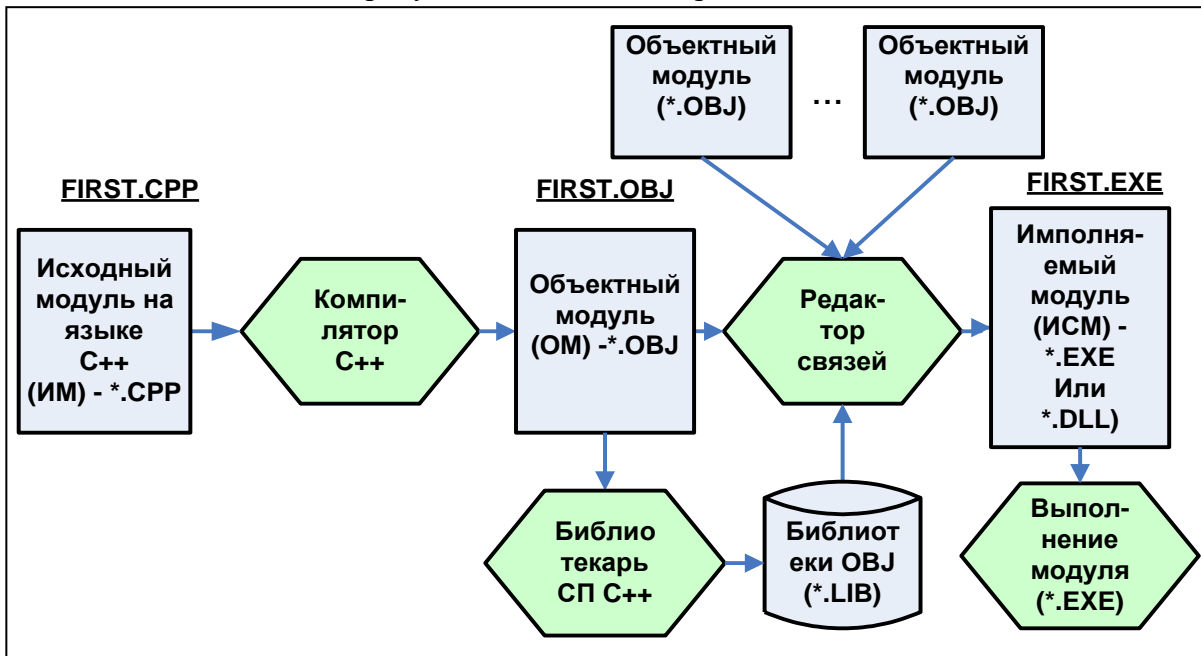 Объектный
модуль
(*.OBJ)
...
Объектный
модуль
(*.OBJ)
FIRST.CPP
FIRST.OBJ
FIRST.EXE
Исходный
модуль на
языке
C++
(ИМ) - *.CPP
Компи-
лятор
C++
Объектный
модуль
(ОМ) -*.OBJ
Редак-
тор
связей
Имполня-
емый
модуль
(ИСМ) -
*.EXE
Или
*.DLL)
Библио
текарь
СП C++
Библиот
еки OBJ
(*.LIB)
Выпол-
нение
модуля
(*.EXE)